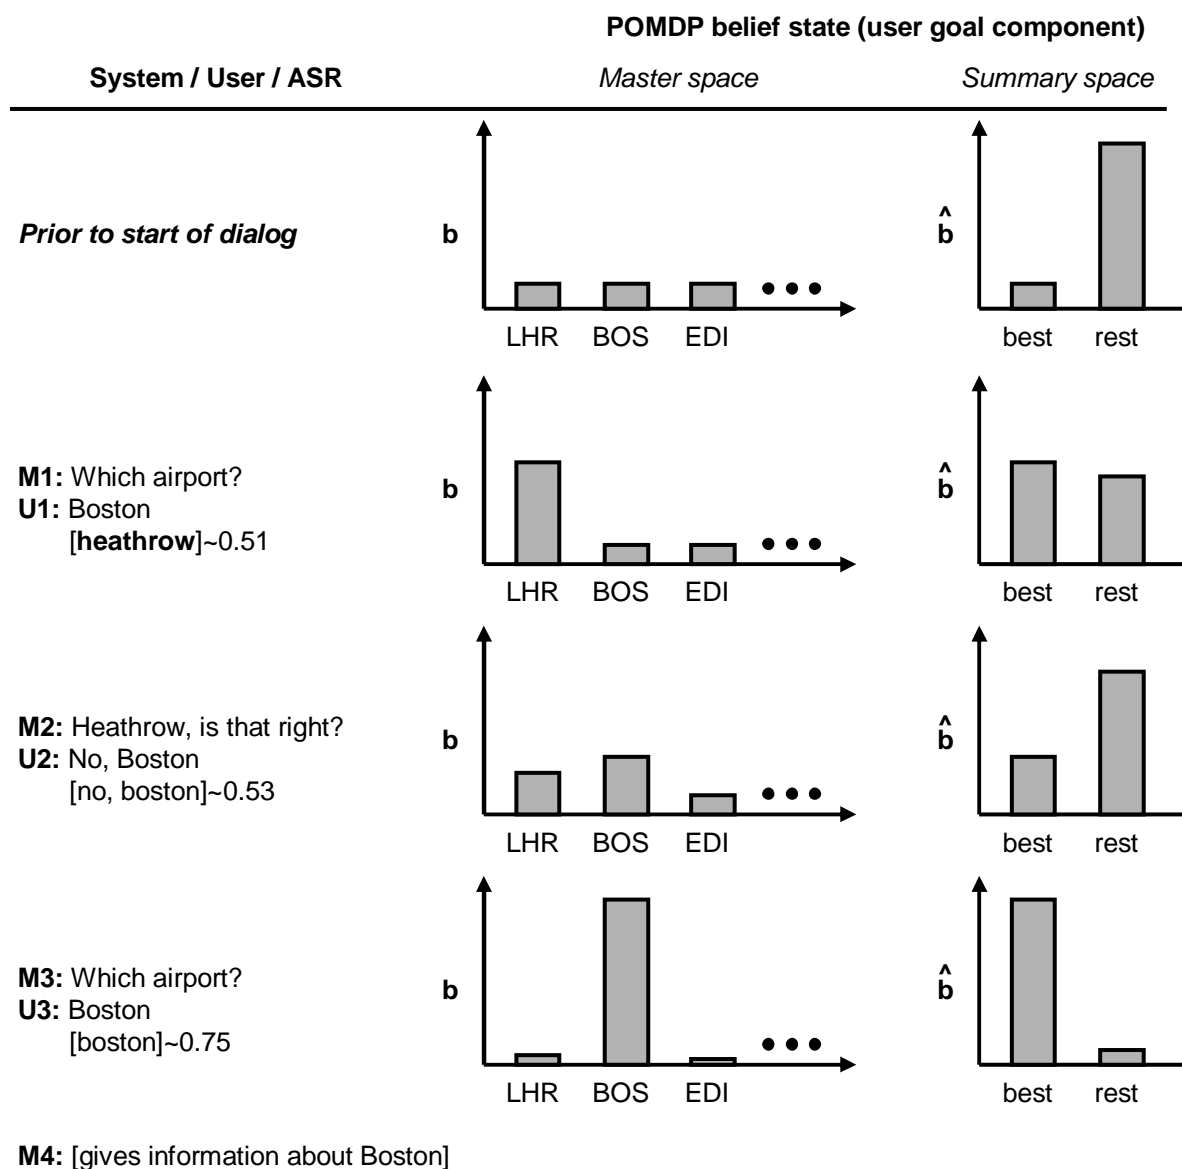 POMDP belief state (user goal component)
System / User / ASR Master space Summary space
Prior to start of dialog b b̂
LHR BOS EDI ••• best rest
M1: Which airport?
U1: Boston b b̂
[heathrow]~0.51
LHR BOS EDI ••• best rest
M2: Heathrow, is that right?
U2: No, Boston b b̂
[no, boston]~0.53
LHR BOS EDI ••• best rest
M3: Which airport?
U3: Boston b b̂
[boston]~0.75
LHR BOS EDI ••• best rest
M4: [gives information about Boston]